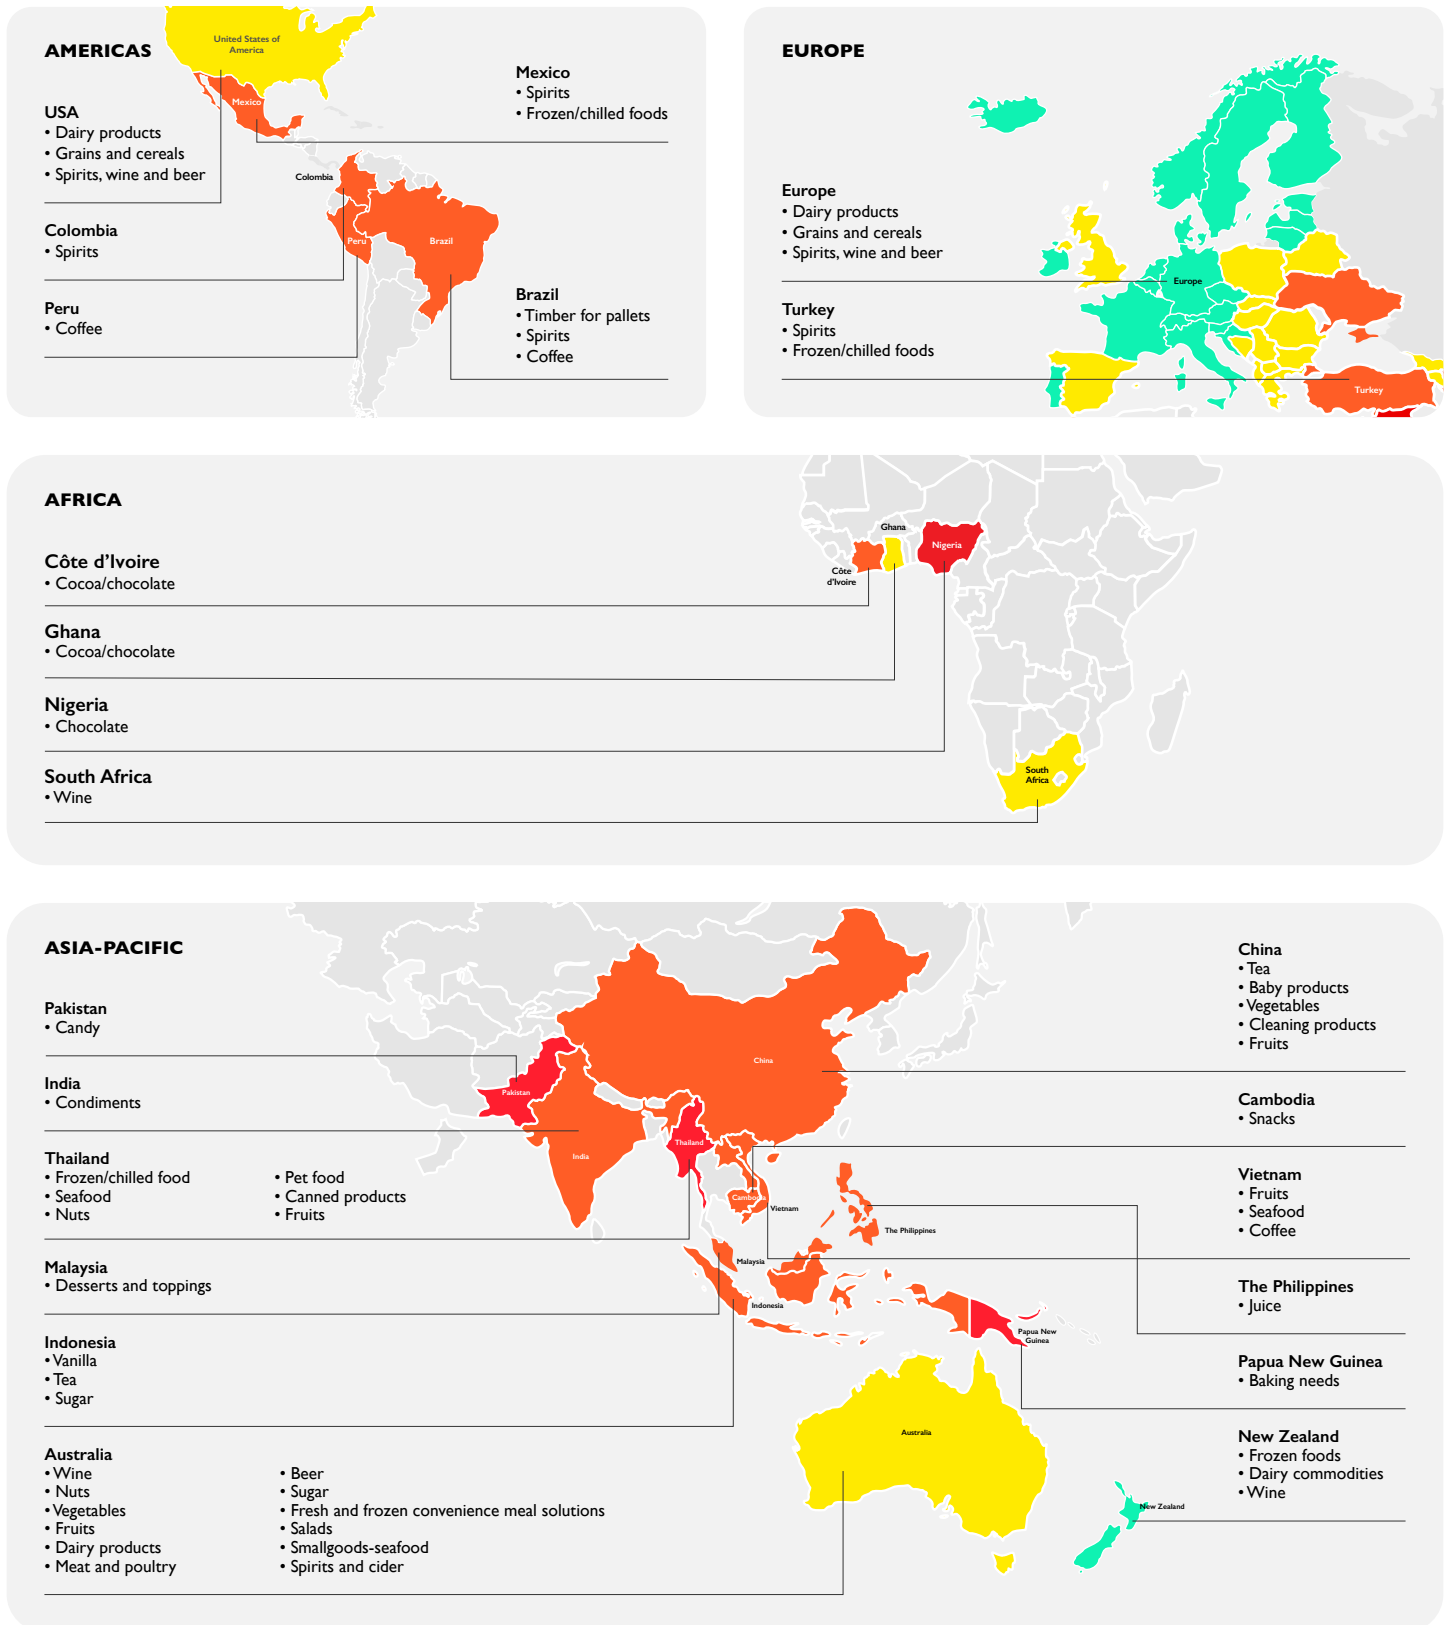 AMERICAS
United States of
America
Mexico
Colombia
Peru
Brazil
USA
• Dairy products
• Grains and cereals
• Spirits, wine and beer
Colombia
• Spirits
Peru
• Coffee
Mexico
• Spirits
• Frozen/chilled foods
Brazil
• Timber for pallets
• Spirits
• Coffee
EUROPE
Europe
• Dairy products
• Grains and cereals
• Spirits, wine and beer
Turkey
• Spirits
• Frozen/chilled foods
Europe
Turkey
AFRICA
Côte d'Ivoire
• Cocoa/chocolate
Ghana
• Cocoa/chocolate
Nigeria
• Chocolate
South Africa
• Wine
Ghana
Nigeria
Côte
d'Ivoire
South
Africa
ASIA-PACIFIC
Pakistan
• Candy
India
• Condiments
Thailand
• Frozen/chilled food
• Seafood
• Nuts
• Pet food
• Canned products
• Fruits
Malaysia
• Desserts and toppings
Indonesia
• Vanilla
• Tea
• Sugar
Australia
• Wine
• Nuts
• Vegetables
• Fruits
• Dairy products
• Meat and poultry
• Beer
• Sugar
• Fresh and frozen convenience meal solutions
• Salads
• Smallgoods-seafood
• Spirits and cider
China
Pakistan
Thailand
India
Cambodia
Vietnam
The Philippines
Malaysia
Indonesia
Papua New
Guinea
Australia
New Zealand
China
• Tea
• Baby products
• Vegetables
• Cleaning products
• Fruits
Cambodia
• Snacks
Vietnam
• Fruits
• Seafood
• Coffee
The Philippines
• Juice
Papua New Guinea
• Baking needs
New Zealand
• Frozen foods
• Dairy commodities
• Wine